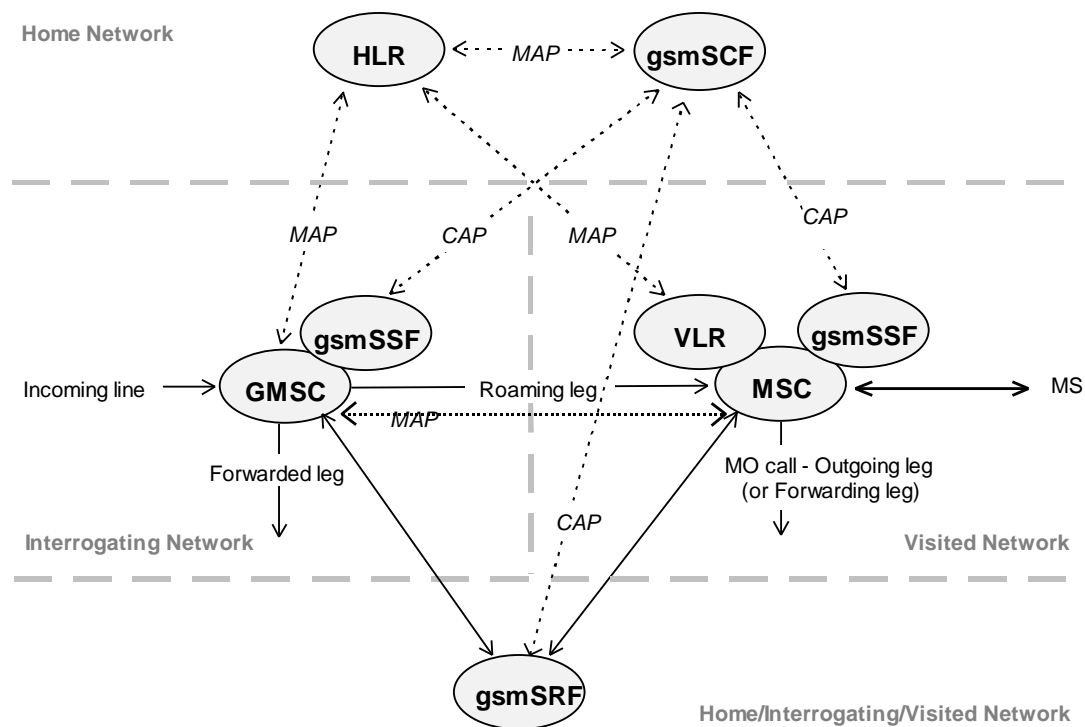 Home Network
HLR
MAP
gsmSCF
MAP
CAP
MAP
CAP
gsmSSF
VLR
gsmSSF
Incoming line
GMSC
Roaming leg
MSC
MS
MAP
Forwarded leg
MO call - Outgoing leg
(or Forwarding leg)
CAP
Interrogating Network
Visited Network
gsmSRF
Home/Interrogating/Visited Network